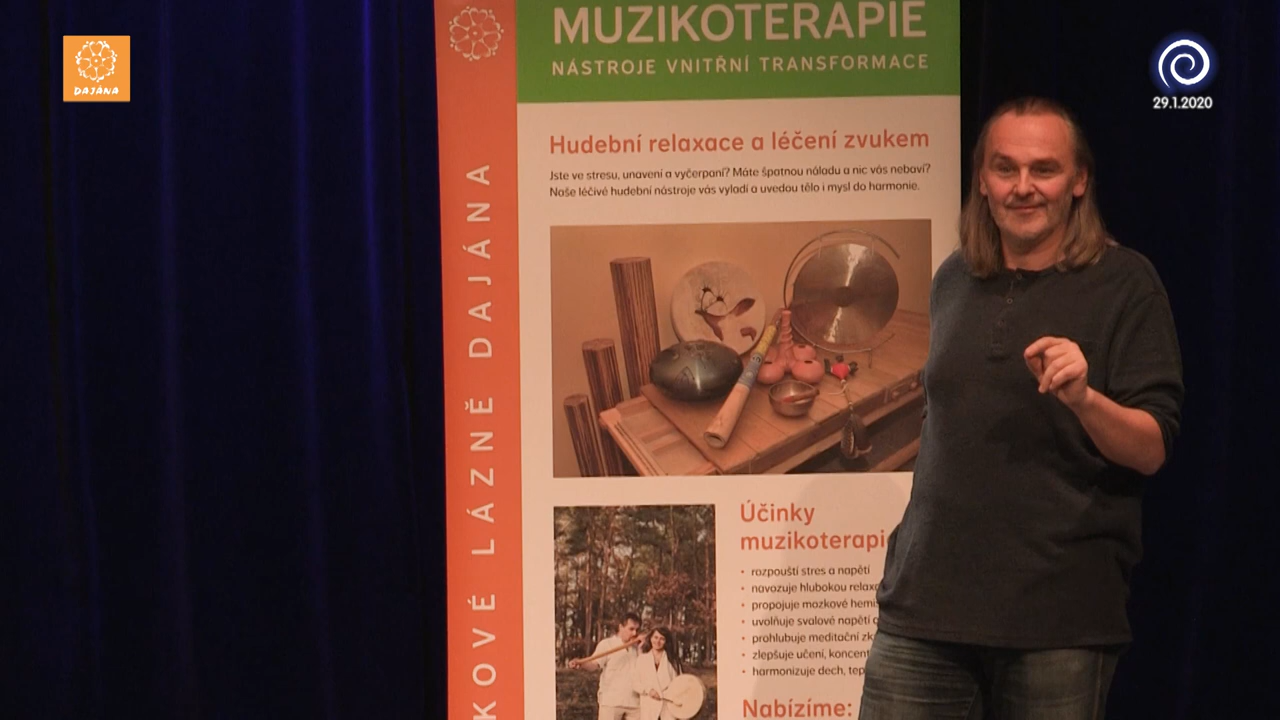 DAJÁNA
29.1.2020
KOVÉ LÁZNĚ DAJÁNA
MUZIKOTERAPIE
NÁSTROJE VNITŘNÍ TRANSFORMACE
Hudební relaxace a léčení zvukem
Jste ve stresu, unavení a vyčerpaní? Máte špatnou náladu a nic vás nebaví?
Naše léčivé hudební nástroje vás vyladí a uvedou tělo i mysl do harmonie.
Účinky
muzikoterapie
• rozpouští stres a napětí
• navozuje hlubokou relaxa
• propojuje mozkové hemis
• uvolňuje svalové napětí
• prohlubuje meditační zk
• zlepšuje učení, koncent
• harmonizuje dech, tep
Nabízíme: